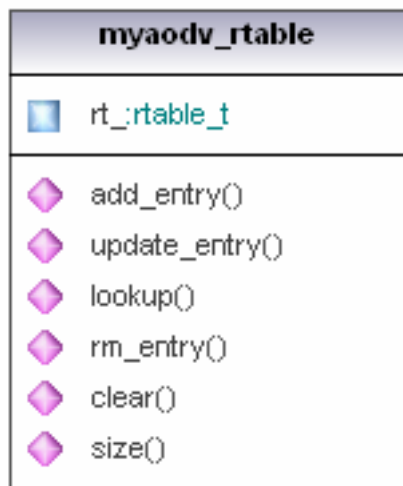 myaodv_rtable
rt_:rtable_t
add_entry()
update_entry()
lookup()
rm_entry()
clear()
size()